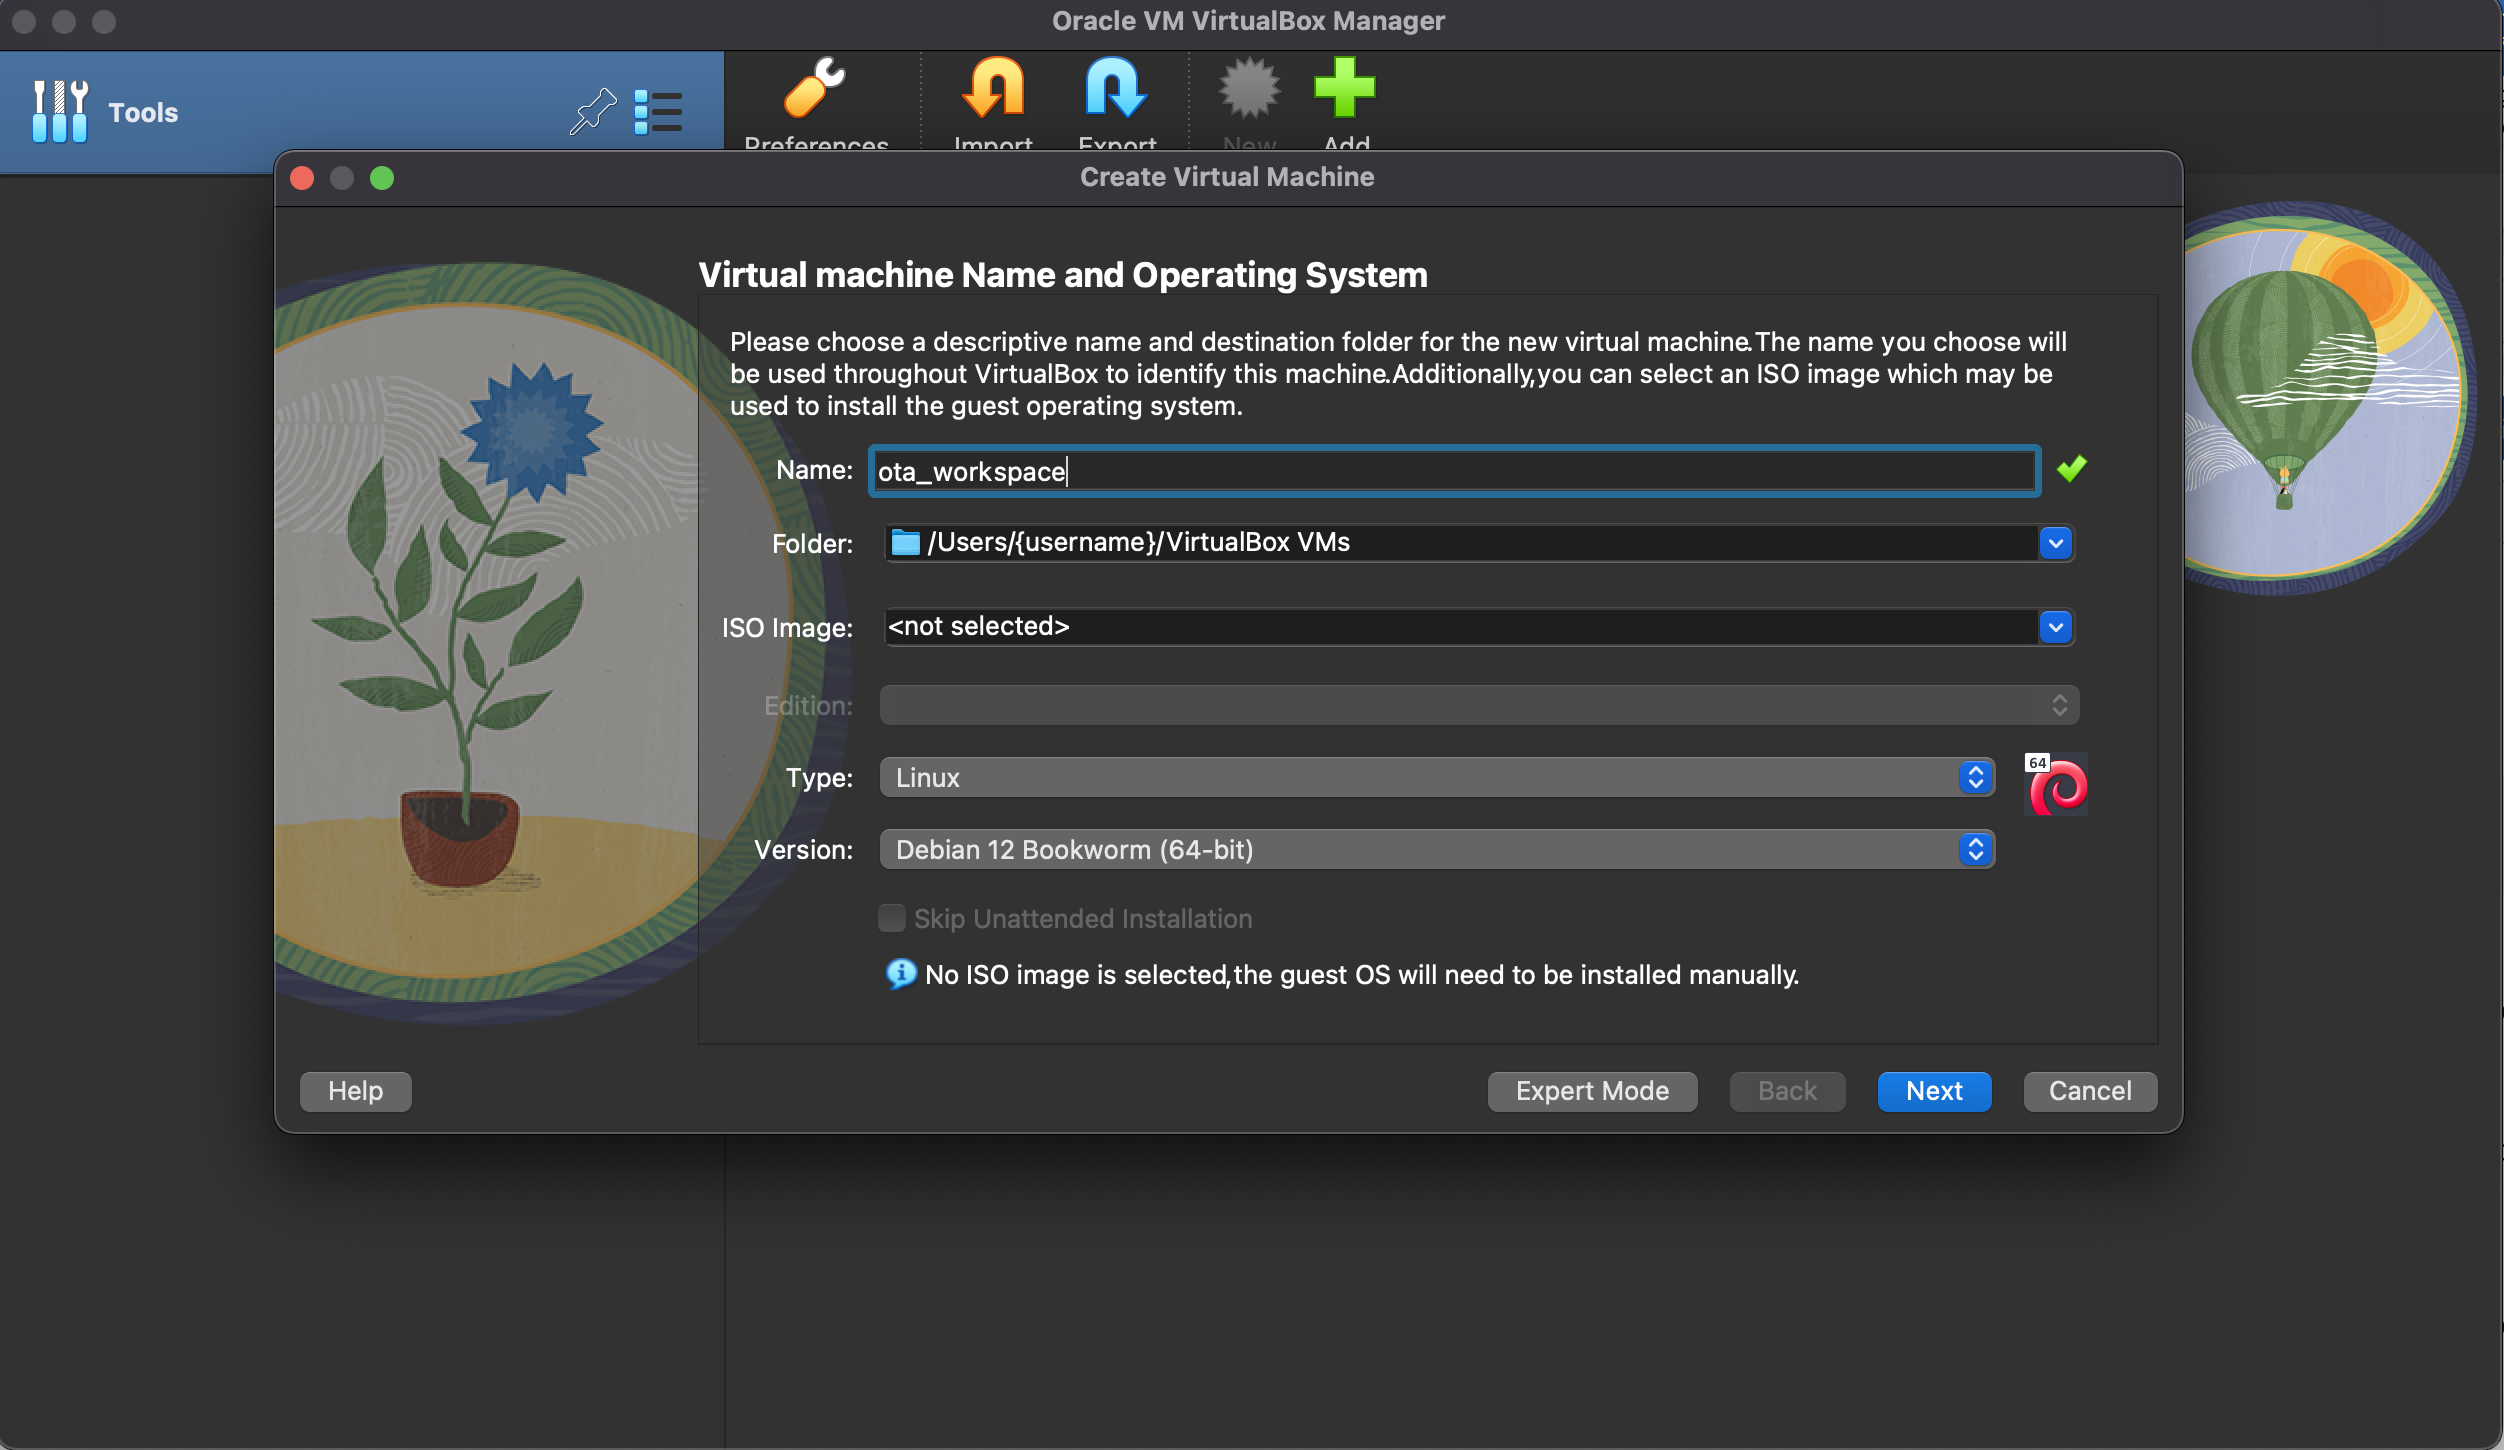 Oracle VM VirtualBox Manager
Tools
Preferences
Import
Export
New
Add
Create Virtual Machine
Virtual machine Name and Operating System
Please choose a descriptive name and destination folder for the new virtual machine.The name you choose will
be used throughout VirtualBox to identify this machine.Additionally,you can select an ISO image which may be
used to install the guest operating system.
Name: ota_workspace
Folder: /Users/{username}/VirtualBox VMs
ISO Image: <not selected>
Edition:
Type: Linux
64
Version: Debian 12 Bookworm (64-bit)
Skip Unattended Installation
No ISO image is selected,the guest OS will need to be installed manually.
Help
Expert Mode
Back
Next
Cancel